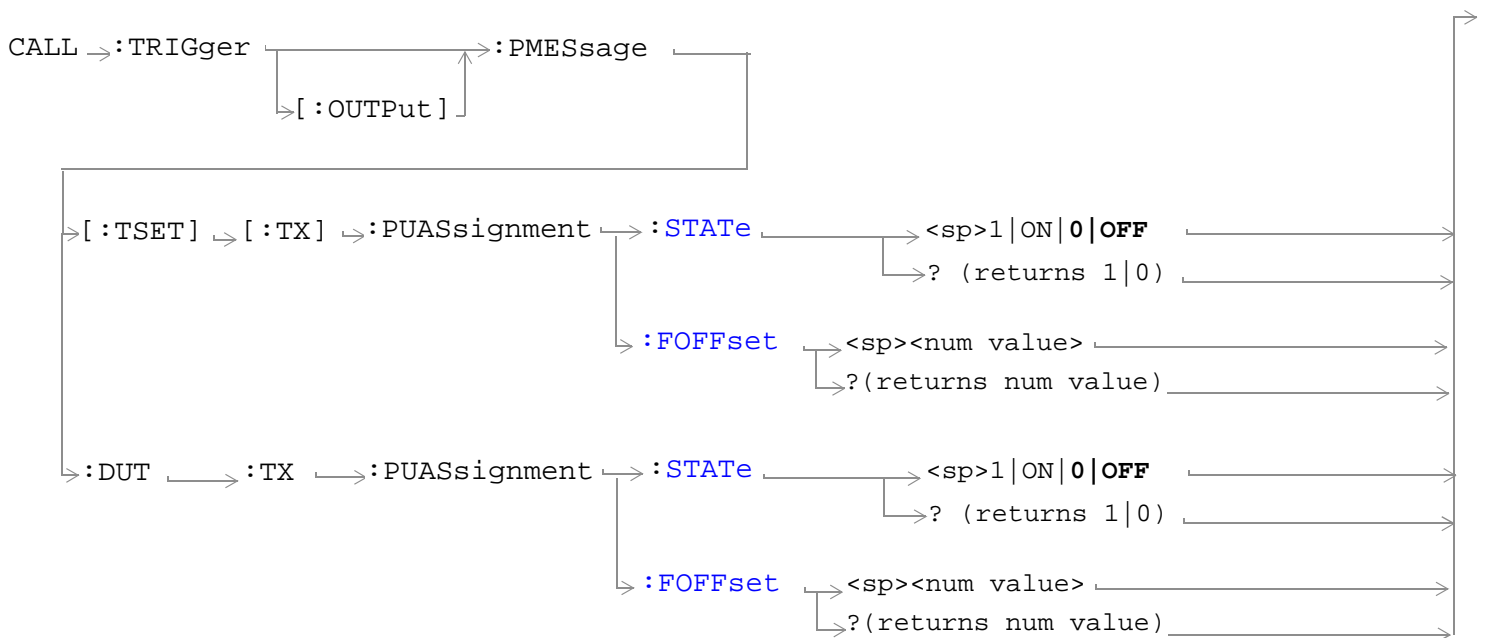 CALL :TRIGger :PMESsage
[:OUTPut]
[:TSET] [:TX] :PUASsignment :STATe <sp>1|ON|0|OFF
? (returns 1|0)
:FOFFset <sp><num value>
?(returns num value)
:DUT :TX :PUASsignment :STATe <sp>1|ON|0|OFF
? (returns 1|0)
:FOFFset <sp><num value>
?(returns num value)